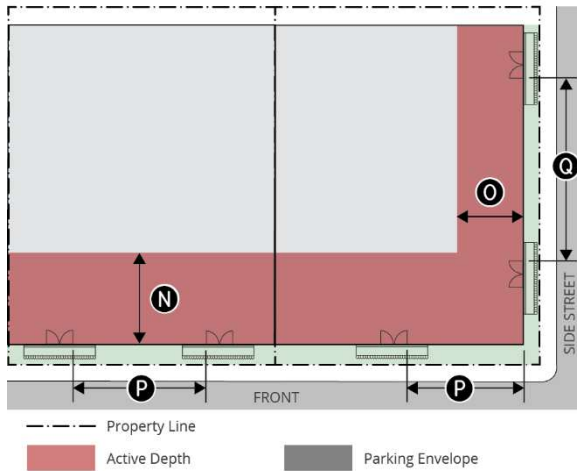 Q
O
N
SIDE STREET
P
P
FRONT
Property Line
Active Depth
Parking Envelope